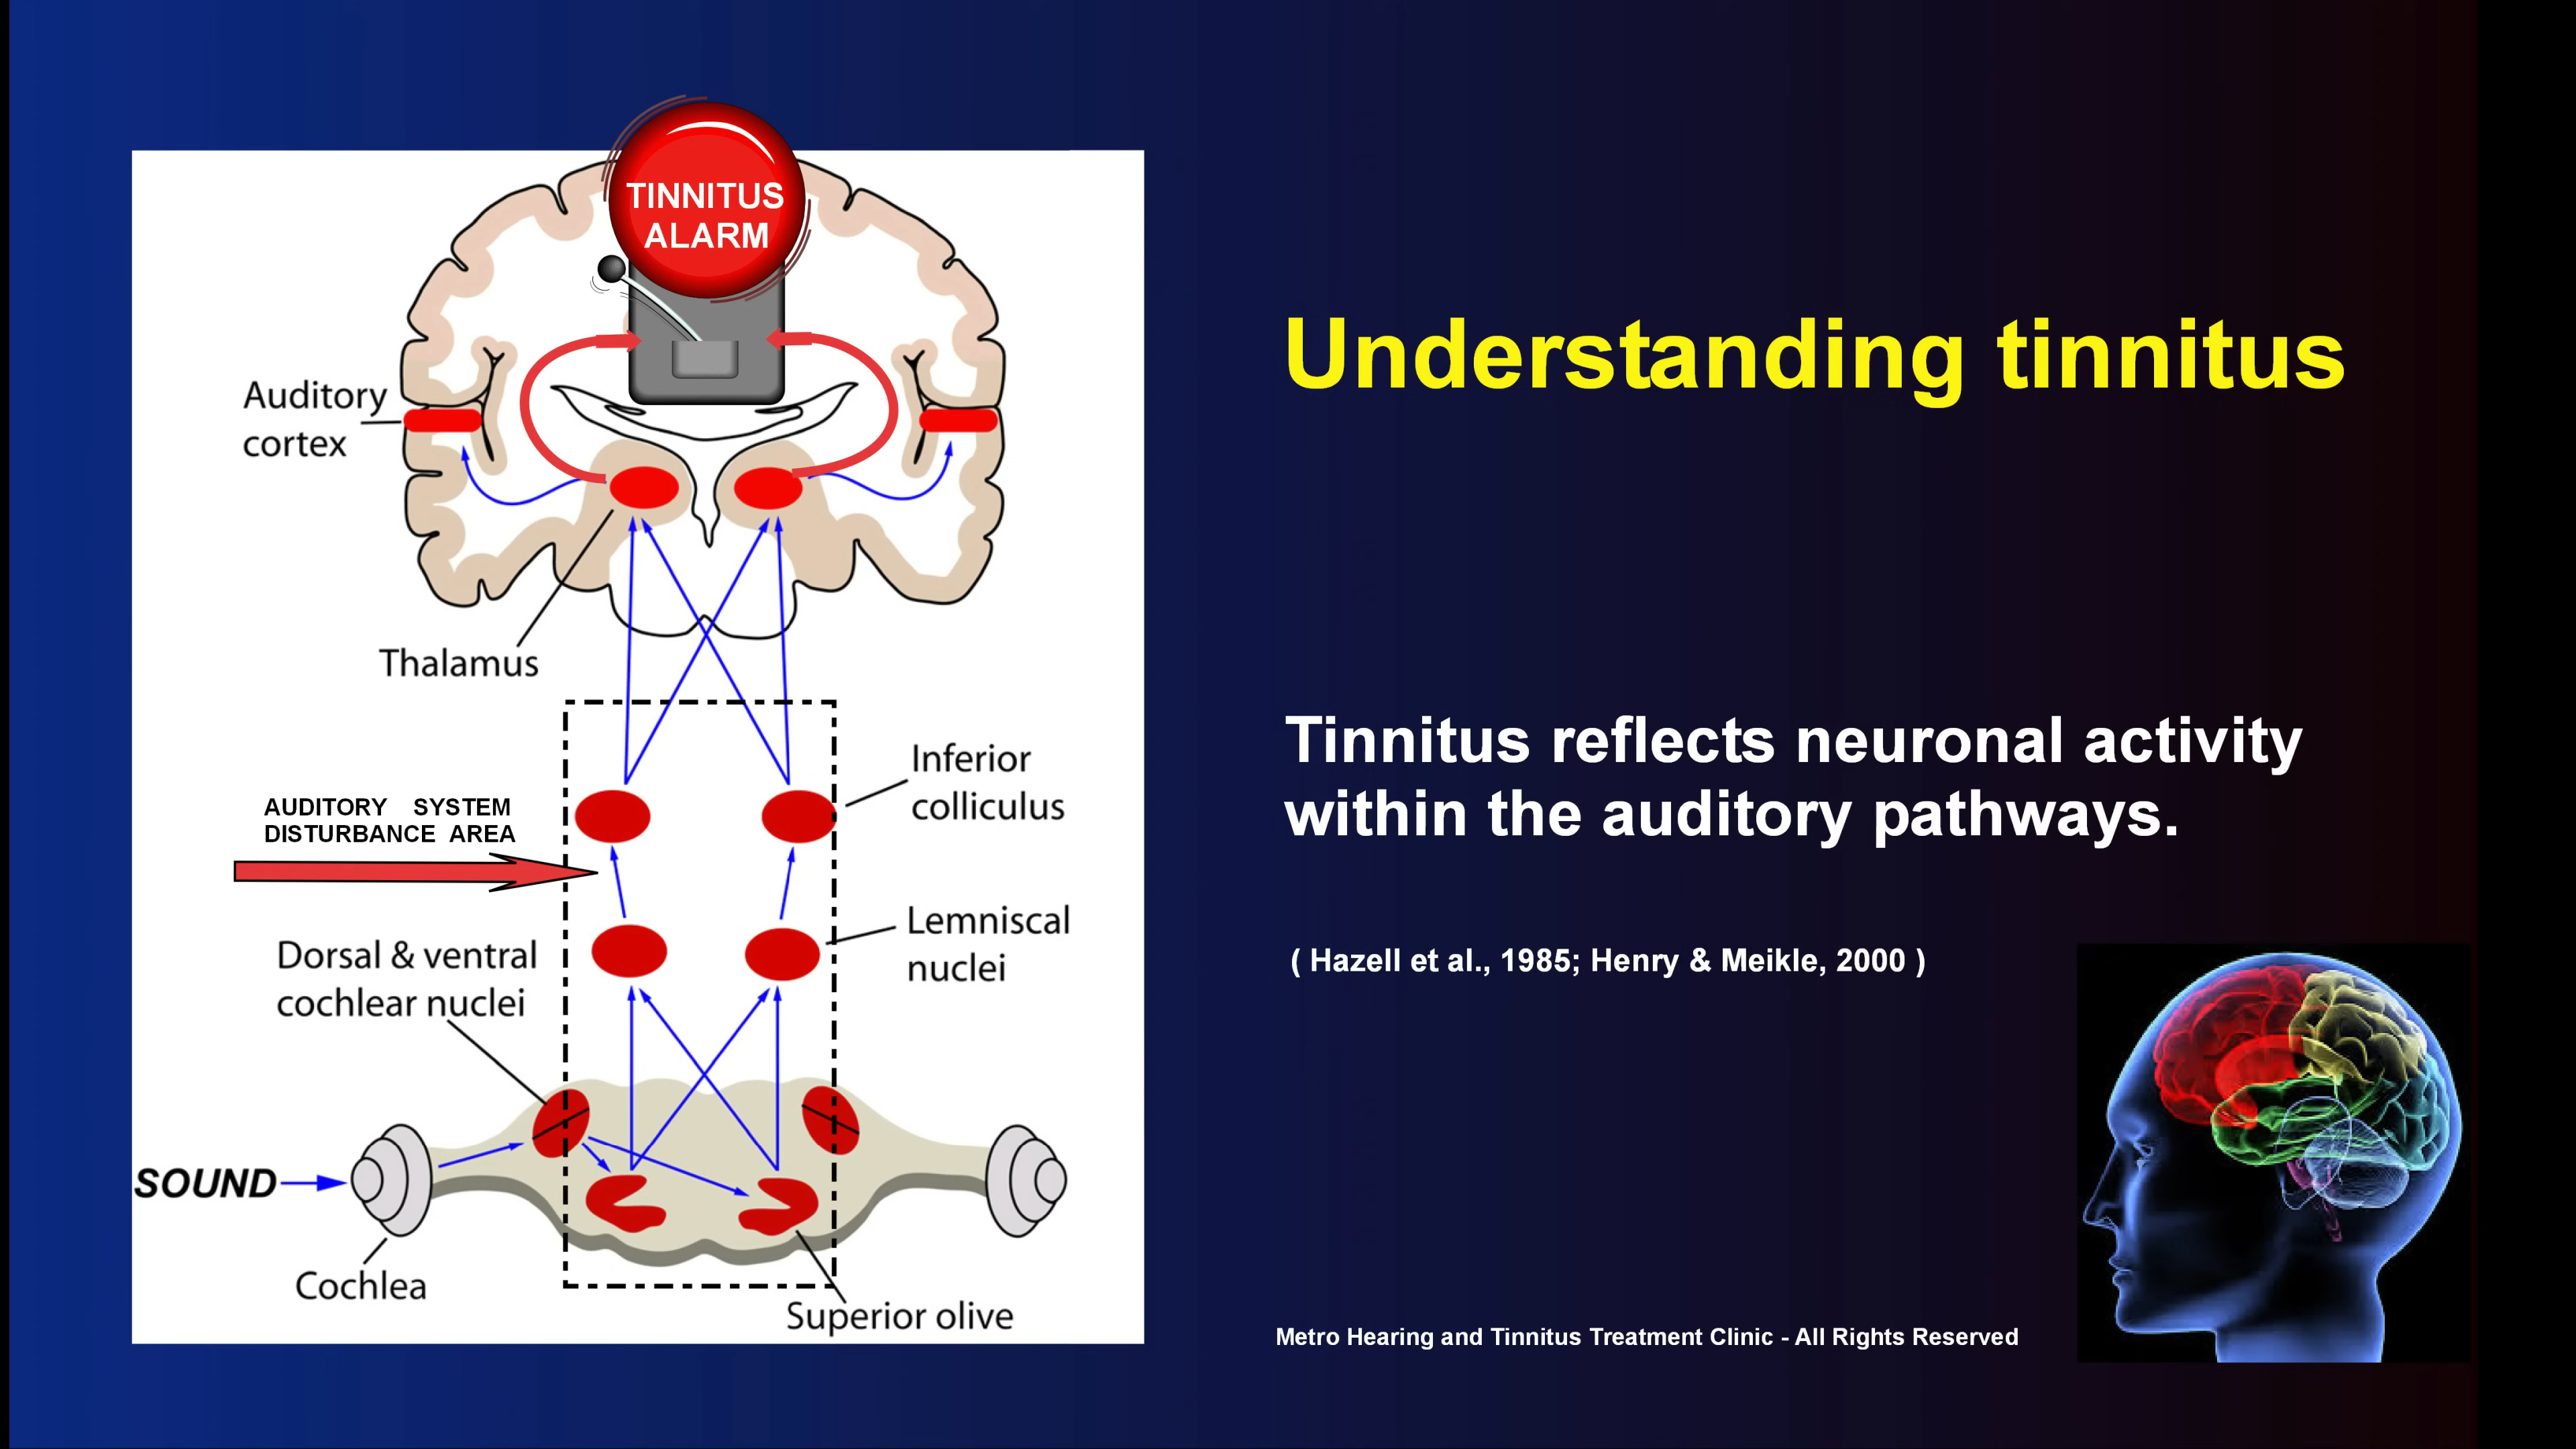 TINNITUS
ALARM
Auditory
cortex
Thalamus
Inferior
colliculus
AUDITORY SYSTEM
DISTURBANCE AREA
Lemniscal
nuclei
Dorsal & ventral
cochlear nuclei
SOUND
Cochlea
Superior olive
Understanding tinnitus
Tinnitus reflects neuronal activity
within the auditory pathways.
( Hazell et al., 1985; Henry & Meikle, 2000 )
Metro Hearing and Tinnitus Treatment Clinic - All Rights Reserved